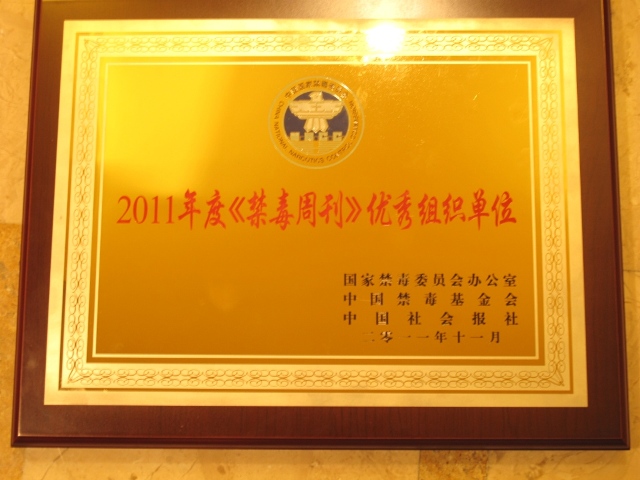 2011年度《禁毒周刊》优秀组织单位
国家禁毒委员会办公室
中国禁毒基金会
中国社会报社
二零一一年十一月